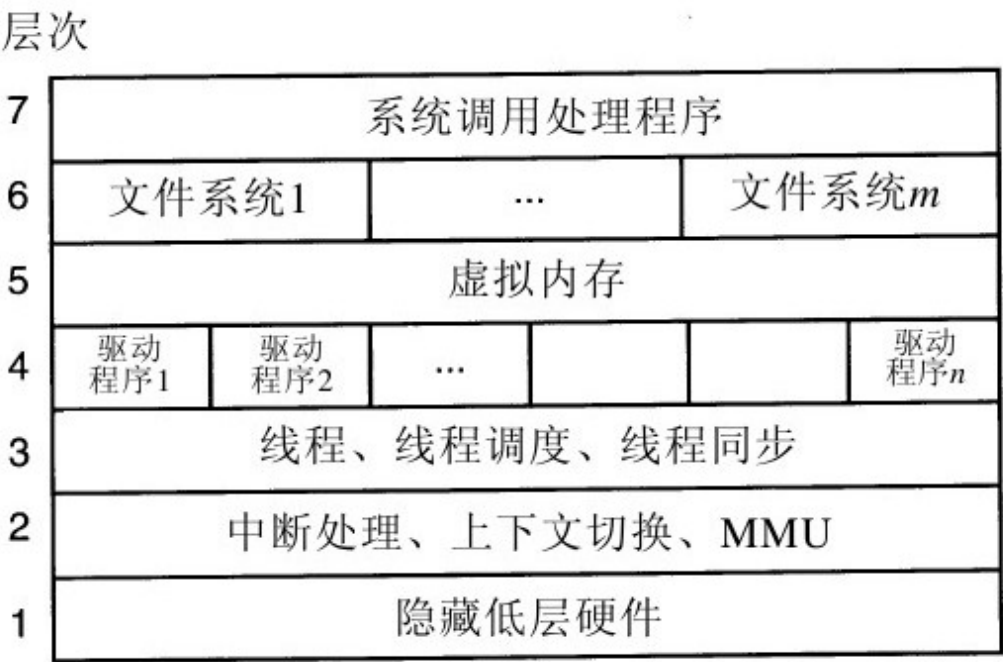 层次
7 系统调用处理程序
6 文件系统1 ... 文件系统m
5 虚拟内存
4 驱动程序1 驱动程序2 ... 驱动程序n
3 线程、线程调度、线程同步
2 中断处理、上下文切换、MMU
1 隐藏低层硬件